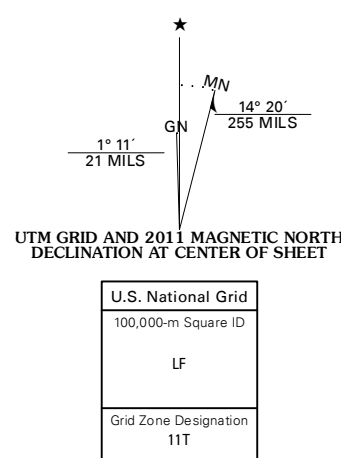 ★
MN
GN
14° 20´
255 MILS
1° 11´
21 MILS
UTM GRID AND 2011 MAGNETIC NORTH
DECLINATION AT CENTER OF SHEET
U.S. National Grid
100,000-m Square ID
LF
Grid Zone Designation
11T